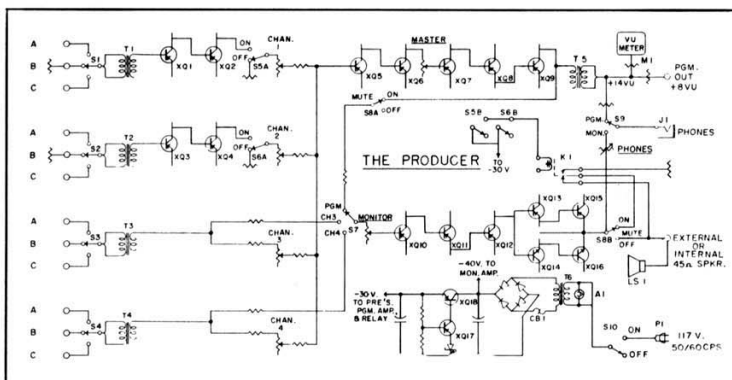 A
B
C
S1
T1
XQ1
XQ2
ON
OFF
S5A
CHAN.
1
MASTER
XQ5
XQ6
XQ7
XQ8
XQ9
T5
VU
METER
M1
+14VU
PGM.
OUT
+8VU
MUTE
ON
OFF
S8A
S5B
S6B
TO
-30V
PGM.
MON.
S9
J1
PHONES
PHONES
K1
A
B
C
S2
T2
XQ3
XQ4
ON
OFF
S6A
CHAN.
2
THE PRODUCER
A
B
C
S3
T3
CHAN.
3
PGM
CH3
CH4
S7
MONITOR
XQ10
XQ11
XQ12
XQ13
XQ15
XQ14
XQ16
S8B
ON
MUTE
OFF
EXTERNAL
OR
INTERNAL
45Ω SPKR.
LS1
A
B
C
S4
T4
CHAN.
4
-30V.
TO PRE'S.
PGM. AMP.
& RELAY
-40V. TO
MON. AMP.
XQ18
XQ17
CB1
T6
A1
S10
ON
OFF
P1
117 V.
50/60CPS